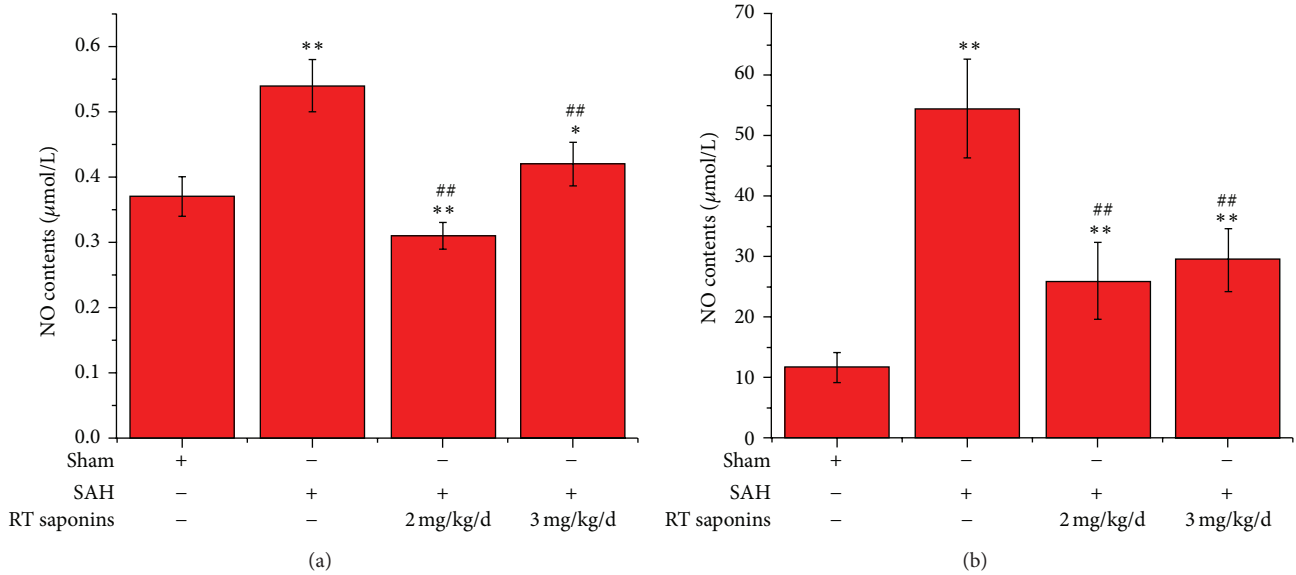 NO contents (μmol/L)
0.6
0.5
0.4
0.3
0.2
0.1
0.0
**
##
**
##
*
Sham + − − −
SAH − + + +
RT saponins − − 2 mg/kg/d 3 mg/kg/d
(a)
NO contents (μmol/L)
70
60
50
40
30
20
10
0
**
##
**
##
**
Sham + − − −
SAH − + + +
RT saponins − − 2 mg/kg/d 3 mg/kg/d
(b)